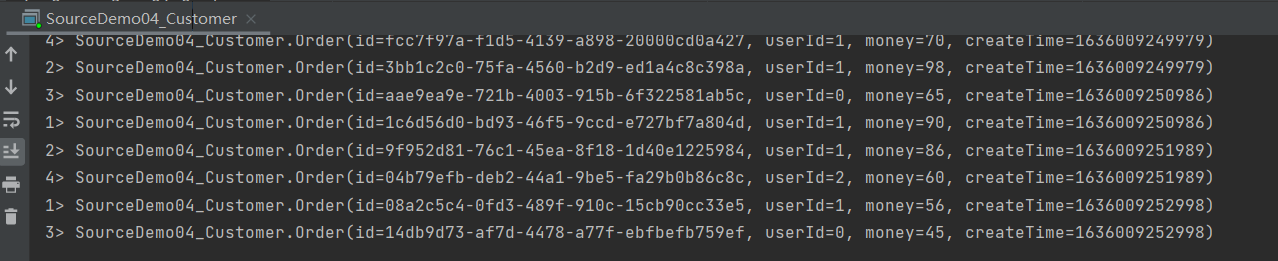 SourceDemo04_Customer
4> SourceDemo04_Customer.Order(id=fcc7f97a-f1d5-4139-a898-20000cd0a427, userId=1, money=70, createTime=1636009249979)
2> SourceDemo04_Customer.Order(id=3bb1c2c0-75fa-4560-b2d9-ed1a4c8c398a, userId=1, money=98, createTime=1636009249979)
3> SourceDemo04_Customer.Order(id=aae9ea9e-721b-4003-915b-6f322581ab5c, userId=0, money=65, createTime=1636009250986)
1> SourceDemo04_Customer.Order(id=1c6d56d0-bd93-46f5-9ccd-e727bf7a804d, userId=1, money=90, createTime=1636009250986)
2> SourceDemo04_Customer.Order(id=9f952d81-76c1-45ea-8f18-1d40e1225984, userId=1, money=86, createTime=1636009251989)
4> SourceDemo04_Customer.Order(id=04b79efb-deb2-44a1-9be5-fa29b0b86c8c, userId=2, money=60, createTime=1636009251989)
1> SourceDemo04_Customer.Order(id=08a2c5c4-0fd3-489f-910c-15cb90cc33e5, userId=1, money=56, createTime=1636009252998)
3> SourceDemo04_Customer.Order(id=14db9d73-af7d-4478-a77f-ebfbefb759ef, userId=0, money=45, createTime=1636009252998)